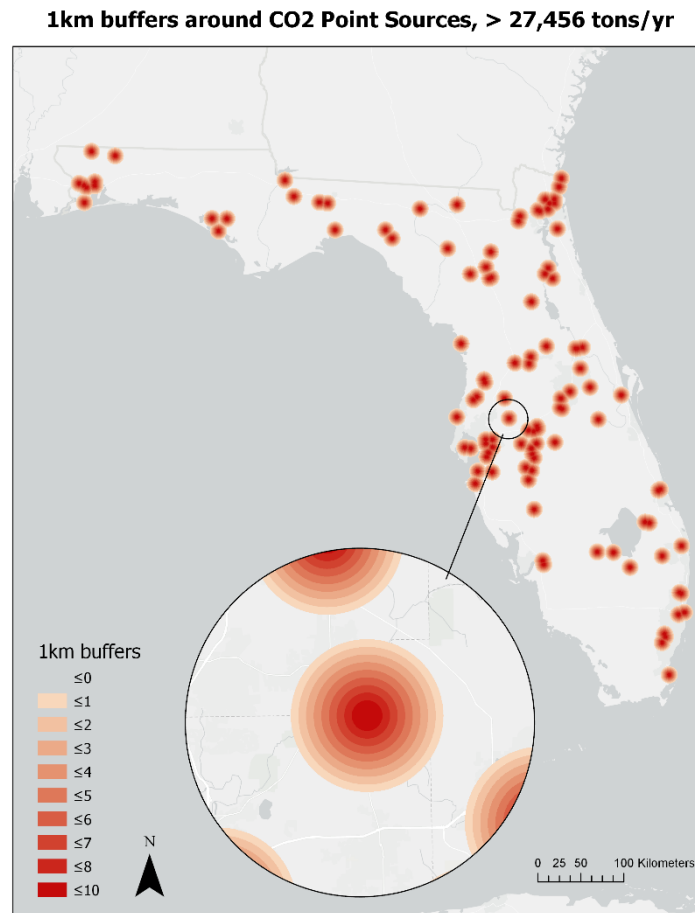 1km buffers around CO2 Point Sources, > 27,456 tons/yr
1km buffers
≤0
≤1
≤2
≤3
≤4
≤5
≤6
≤7
≤8
≤10
N
0 25 50 100 Kilometers